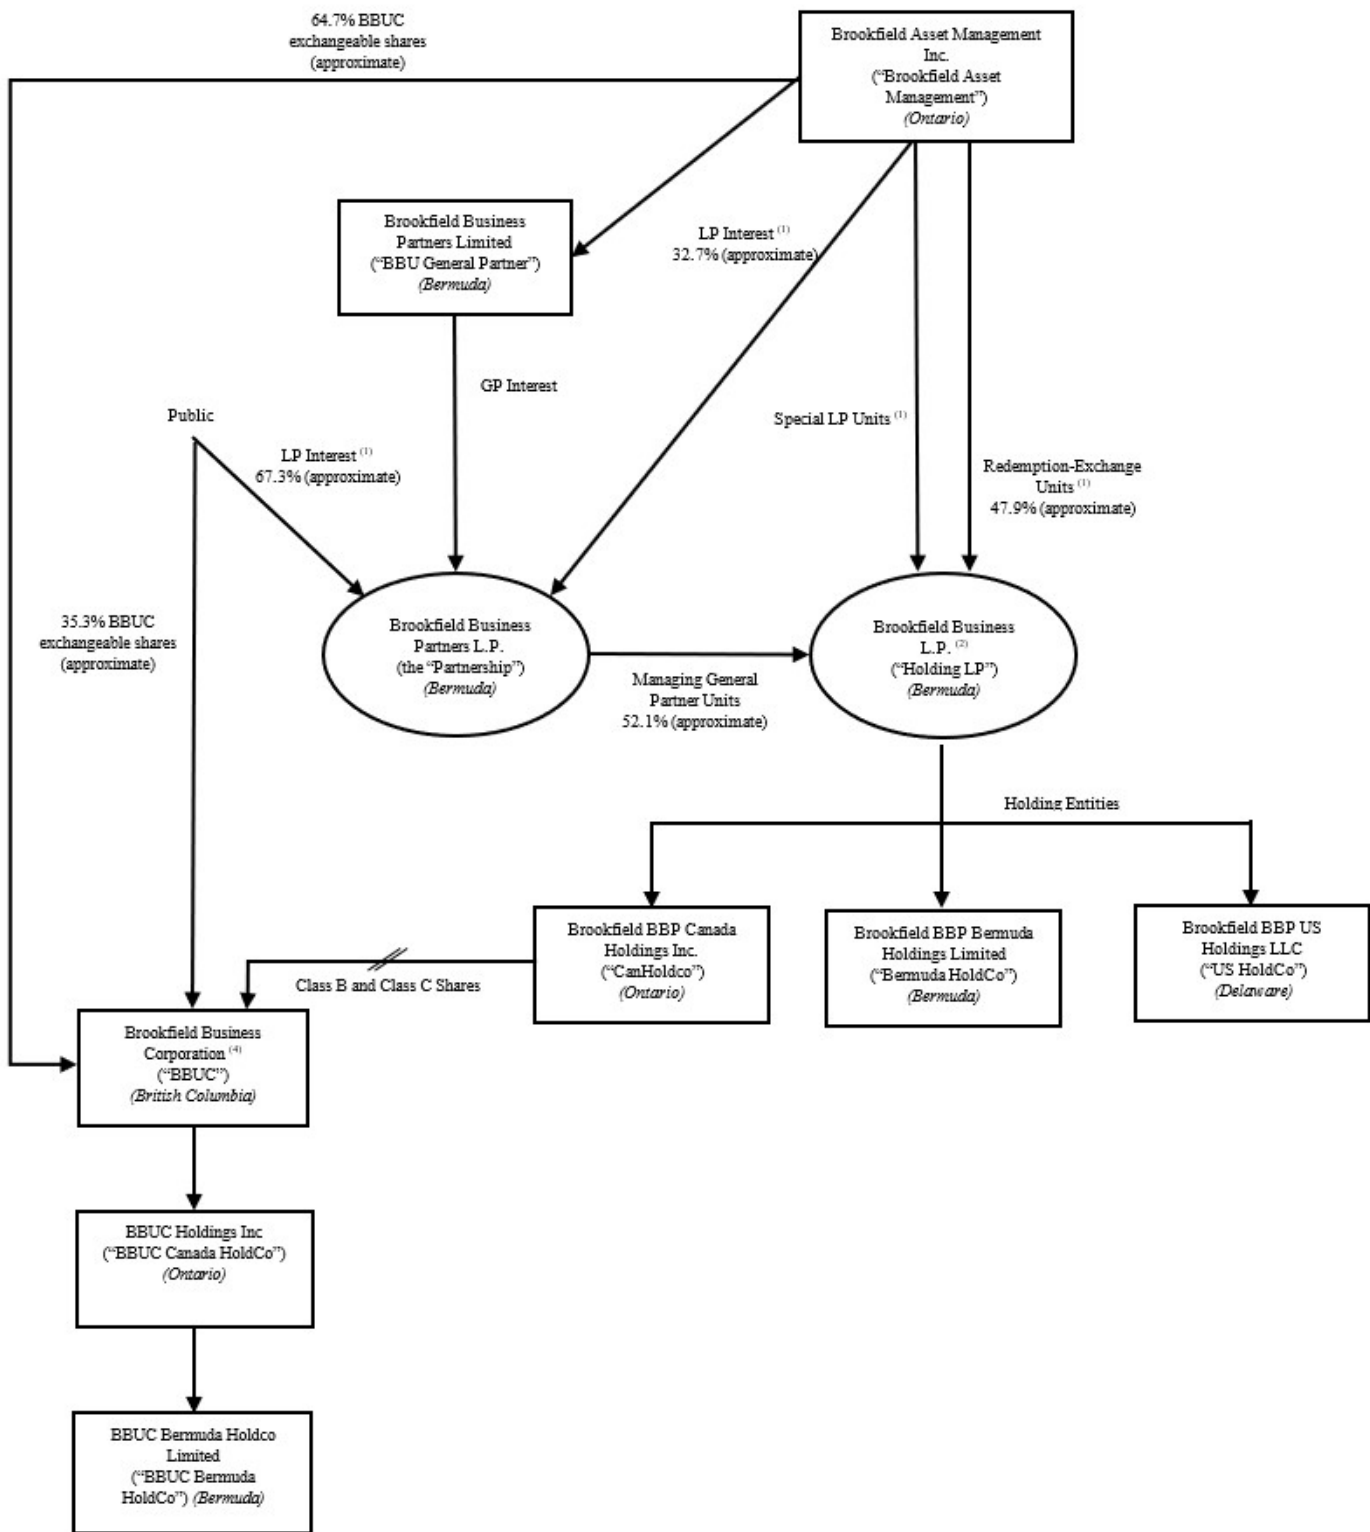 64.7% BBUC
exchangeable shares
(approximate)
Brookfield Asset Management
Inc.
(“Brookfield Asset
Management”)
(Ontario)
Brookfield Business
Partners Limited
(“BBU General Partner”)
(Bermuda)
LP Interest (1)
32.7% (approximate)
GP Interest
Public
LP Interest (1)
67.3% (approximate)
Special LP Units (1)
Redemption-Exchange
Units (1)
47.9% (approximate)
35.3% BBUC
exchangeable shares
(approximate)
Brookfield Business
Partners L.P.
(the “Partnership”)
(Bermuda)
Managing General
Partner Units
52.1% (approximate)
Brookfield Business
L.P. (2)
(“Holding LP”)
(Bermuda)
Holding Entities
Brookfield BBP Canada
Holdings Inc.
(“CanHoldco”)
(Ontario)
Brookfield BBP Bermuda
Holdings Limited
(“Bermuda HoldCo”)
(Bermuda)
Brookfield BBP US
Holdings LLC
(“US HoldCo”)
(Delaware)
Class B and Class C Shares
Brookfield Business
Corporation (4)
(“BBUC”)
(British Columbia)
BBUC Holdings Inc
(“BBUC Canada HoldCo”)
(Ontario)
BBUC Bermuda Holdco
Limited
(“BBUC Bermuda
HoldCo”) (Bermuda)